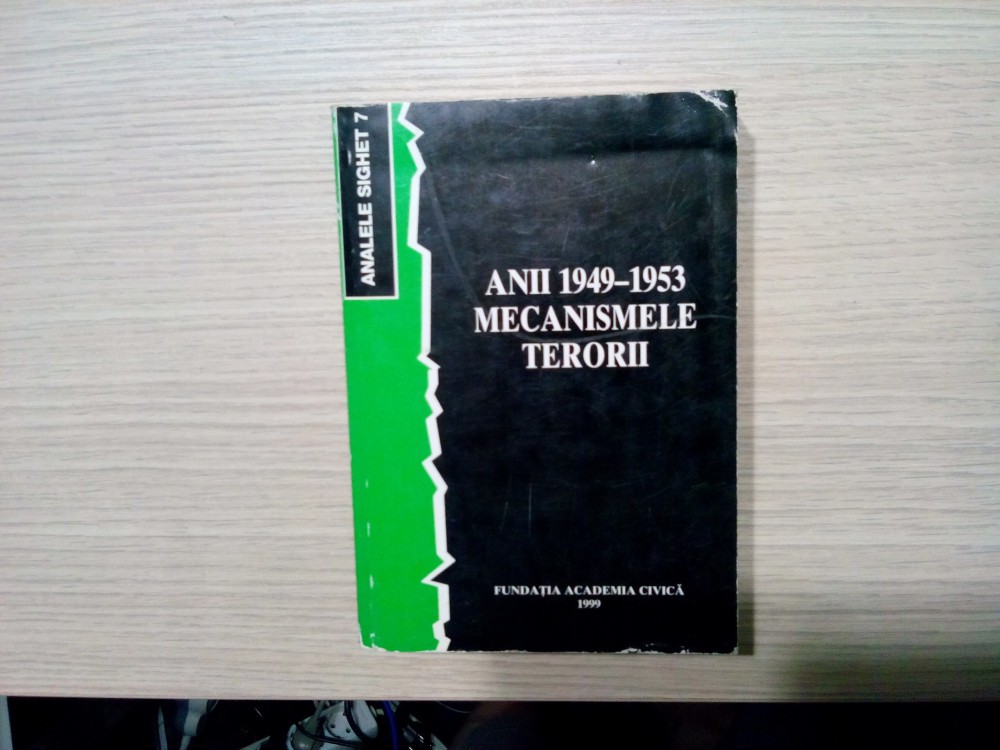 ANALELE SIGHET 7
ANII 1949–1953
MECANISMELE
TERORII
FUNDAȚIA ACADEMIA CIVICĂ
1999